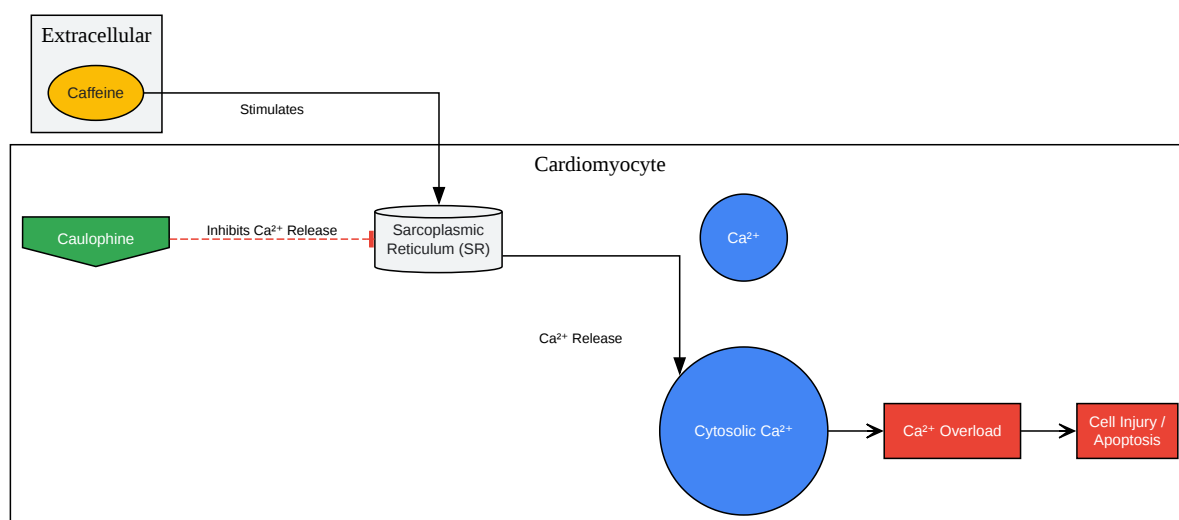 Extracellular
Caffeine
Stimulates
Cardiomyocyte
Caulophine
Inhibits Ca²⁺ Release
Sarcoplasmic
Reticulum (SR)
Ca²⁺
Ca²⁺ Release
Cytosolic Ca²⁺
Ca²⁺ Overload
Cell Injury /
Apoptosis